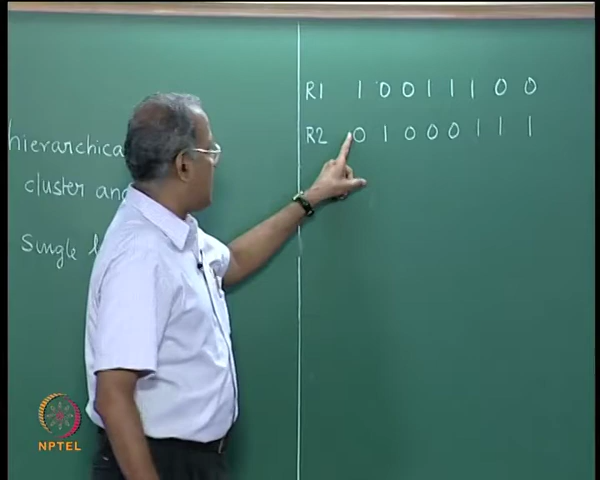 hierarchica
cluster ana
Single l
R1 1 0 0 1 1 1 0 0
R2 0 1 0 0 0 1 1 1
NPTEL